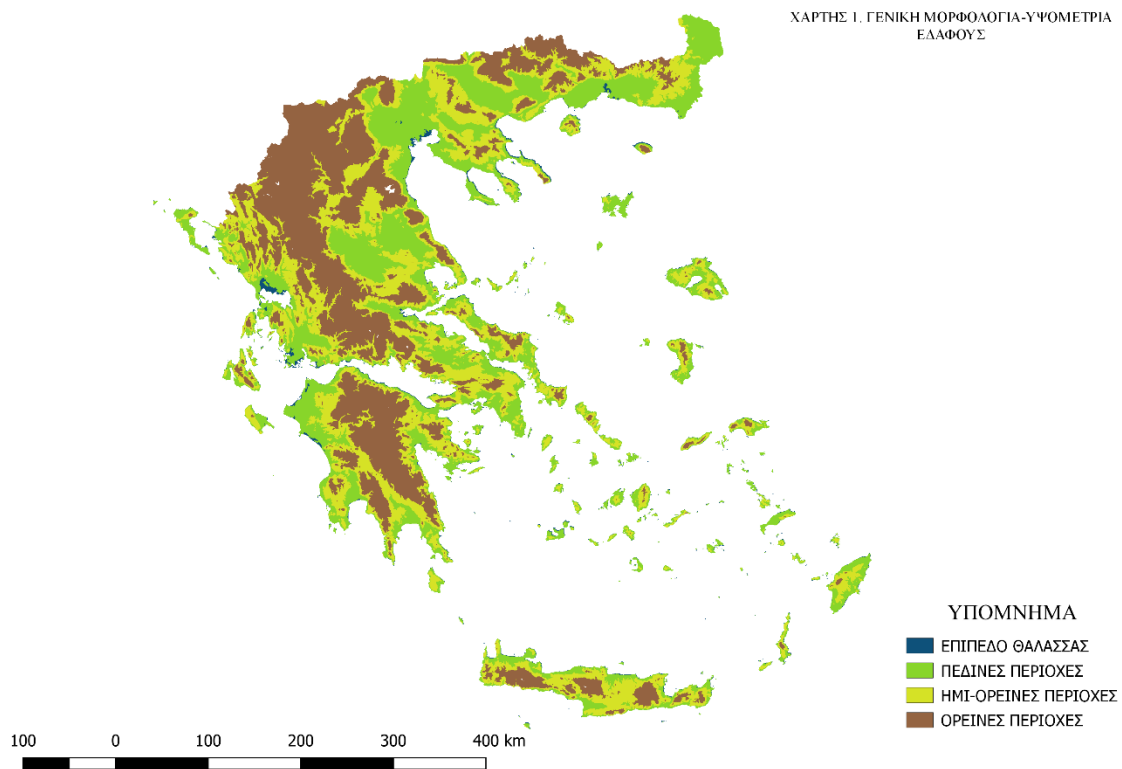 ΧΑΡΤΗΣ 1. ΓΕΝΙΚΗ ΜΟΡΦΟΛΟΓΙΑ-ΥΨΟΜΕΤΡΙΑ
ΕΔΑΦΟΥΣ
ΥΠΟΜΝΗΜΑ
ΕΠΙΠΕΔΟ ΘΑΛΑΣΣΑΣ
ΠΕΔΙΝΕΣ ΠΕΡΙΟΧΕΣ
ΗΜΙ-ΟΡΕΙΝΕΣ ΠΕΡΙΟΧΕΣ
ΟΡΕΙΝΕΣ ΠΕΡΙΟΧΕΣ
100 0 100 200 300 400 km